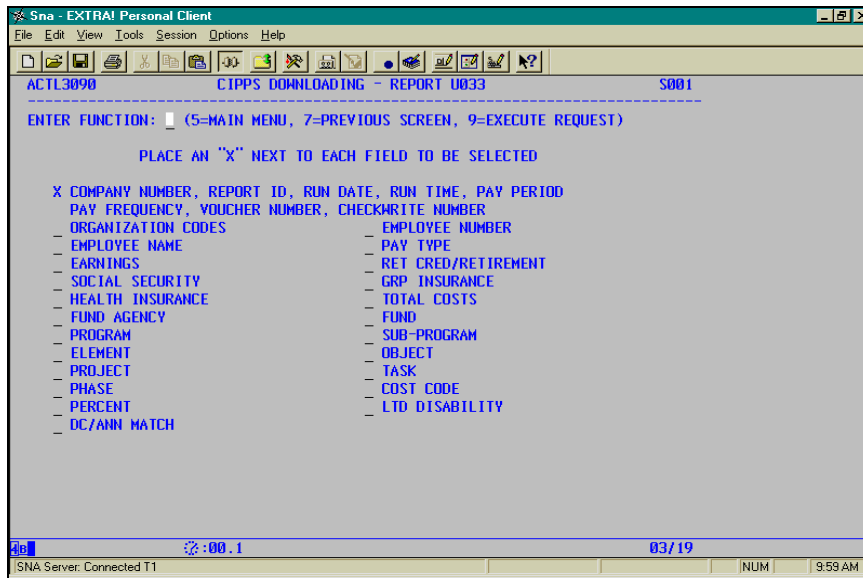 Sna - EXTRA! Personal Client
File Edit View Tools Session Options Help
ACTL3090 CIPPS DOWNLOADING - REPORT U033 S001
ENTER FUNCTION: _ (5=MAIN MENU, 7=PREVIOUS SCREEN, 9=EXECUTE REQUEST)
PLACE AN "X" NEXT TO EACH FIELD TO BE SELECTED
X COMPANY NUMBER, REPORT ID, RUN DATE, RUN TIME, PAY PERIOD
PAY FREQUENCY, VOUCHER NUMBER, CHECKWRITE NUMBER
_ ORGANIZATION CODES _ EMPLOYEE NUMBER
_ EMPLOYEE NAME _ PAY TYPE
_ EARNINGS _ RET CRED/RETIREMENT
_ SOCIAL SECURITY _ GRP INSURANCE
_ HEALTH INSURANCE _ TOTAL COSTS
_ FUND AGENCY _ FUND
_ PROGRAM _ SUB-PROGRAM
_ ELEMENT _ OBJECT
_ PROJECT _ TASK
_ PHASE _ COST CODE
_ PERCENT _ LTD DISABILITY
_ DC/ANN MATCH
4B :00.1 03/19
SNA Server: Connected T1 NUM 9:59 AM